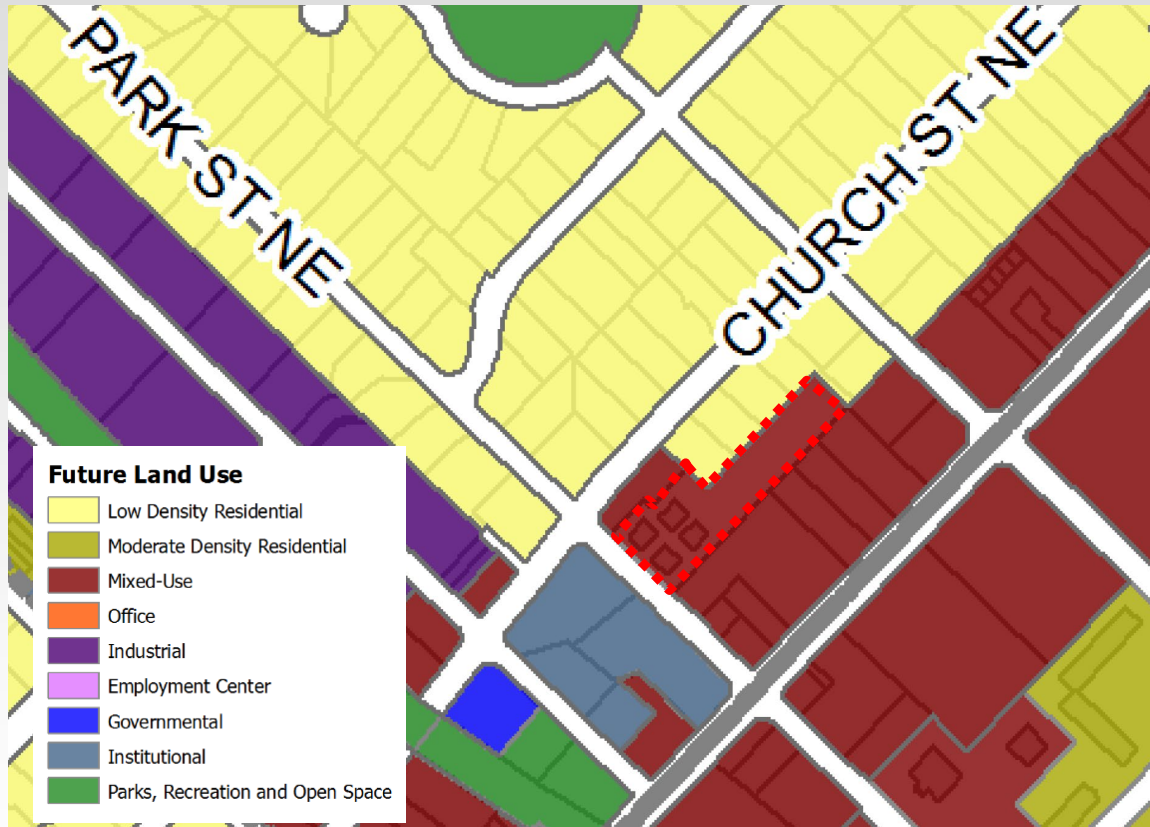 PARK ST NE
CHURCH ST NE
Future Land Use
Low Density Residential
Moderate Density Residential
Mixed-Use
Office
Industrial
Employment Center
Governmental
Institutional
Parks, Recreation and Open Space